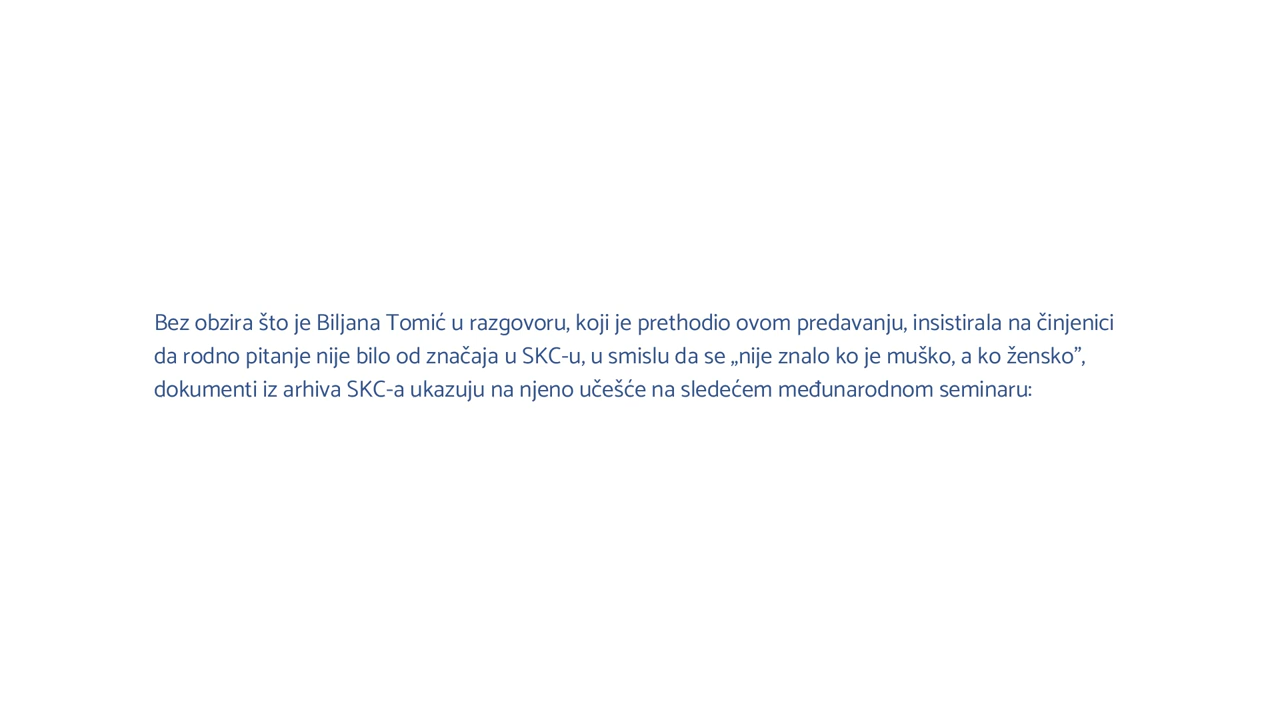 Bez obzira što je Biljana Tomić u razgovoru, koji je prethodio ovom predavanju, insistirala na činjenici
da rodno pitanje nije bilo od značaja u SKC-u, u smislu da se „nije znalo ko je muško, a ko žensko”,
dokumenti iz arhiva SKC-a ukazuju na njeno učešće na sledećem međunarodnom seminaru: